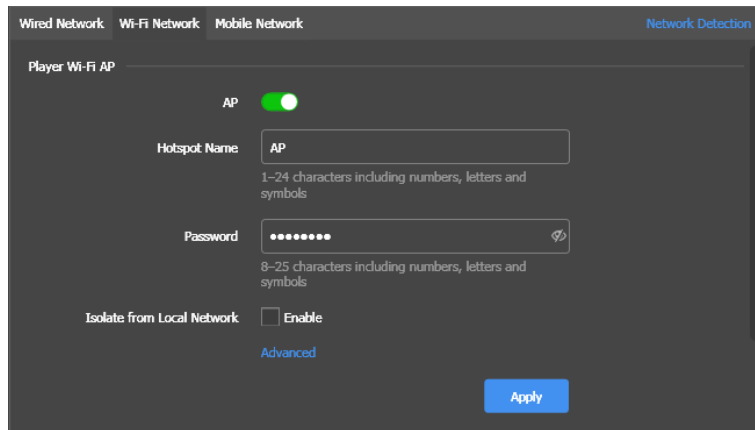 Wired Network Wi-Fi Network Mobile Network Network Detection
Player Wi-Fi AP
AP
Hotspot Name AP
1–24 characters including numbers, letters and
symbols
Password ••••••••
8–25 characters including numbers, letters and
symbols
Isolate from Local Network Enable
Advanced
Apply